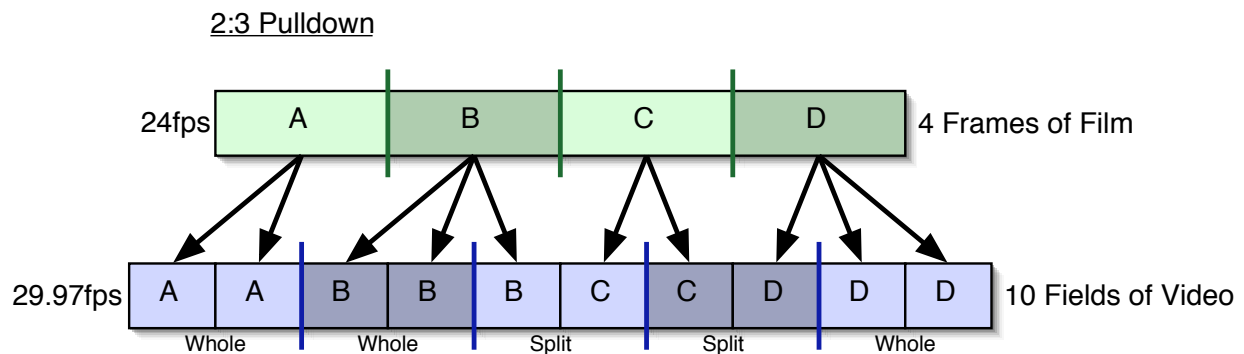 2:3 Pulldown
24fps A B C D 4 Frames of Film
29.97fps A A B B B C C D D D 10 Fields of Video
Whole Whole Split Split Whole